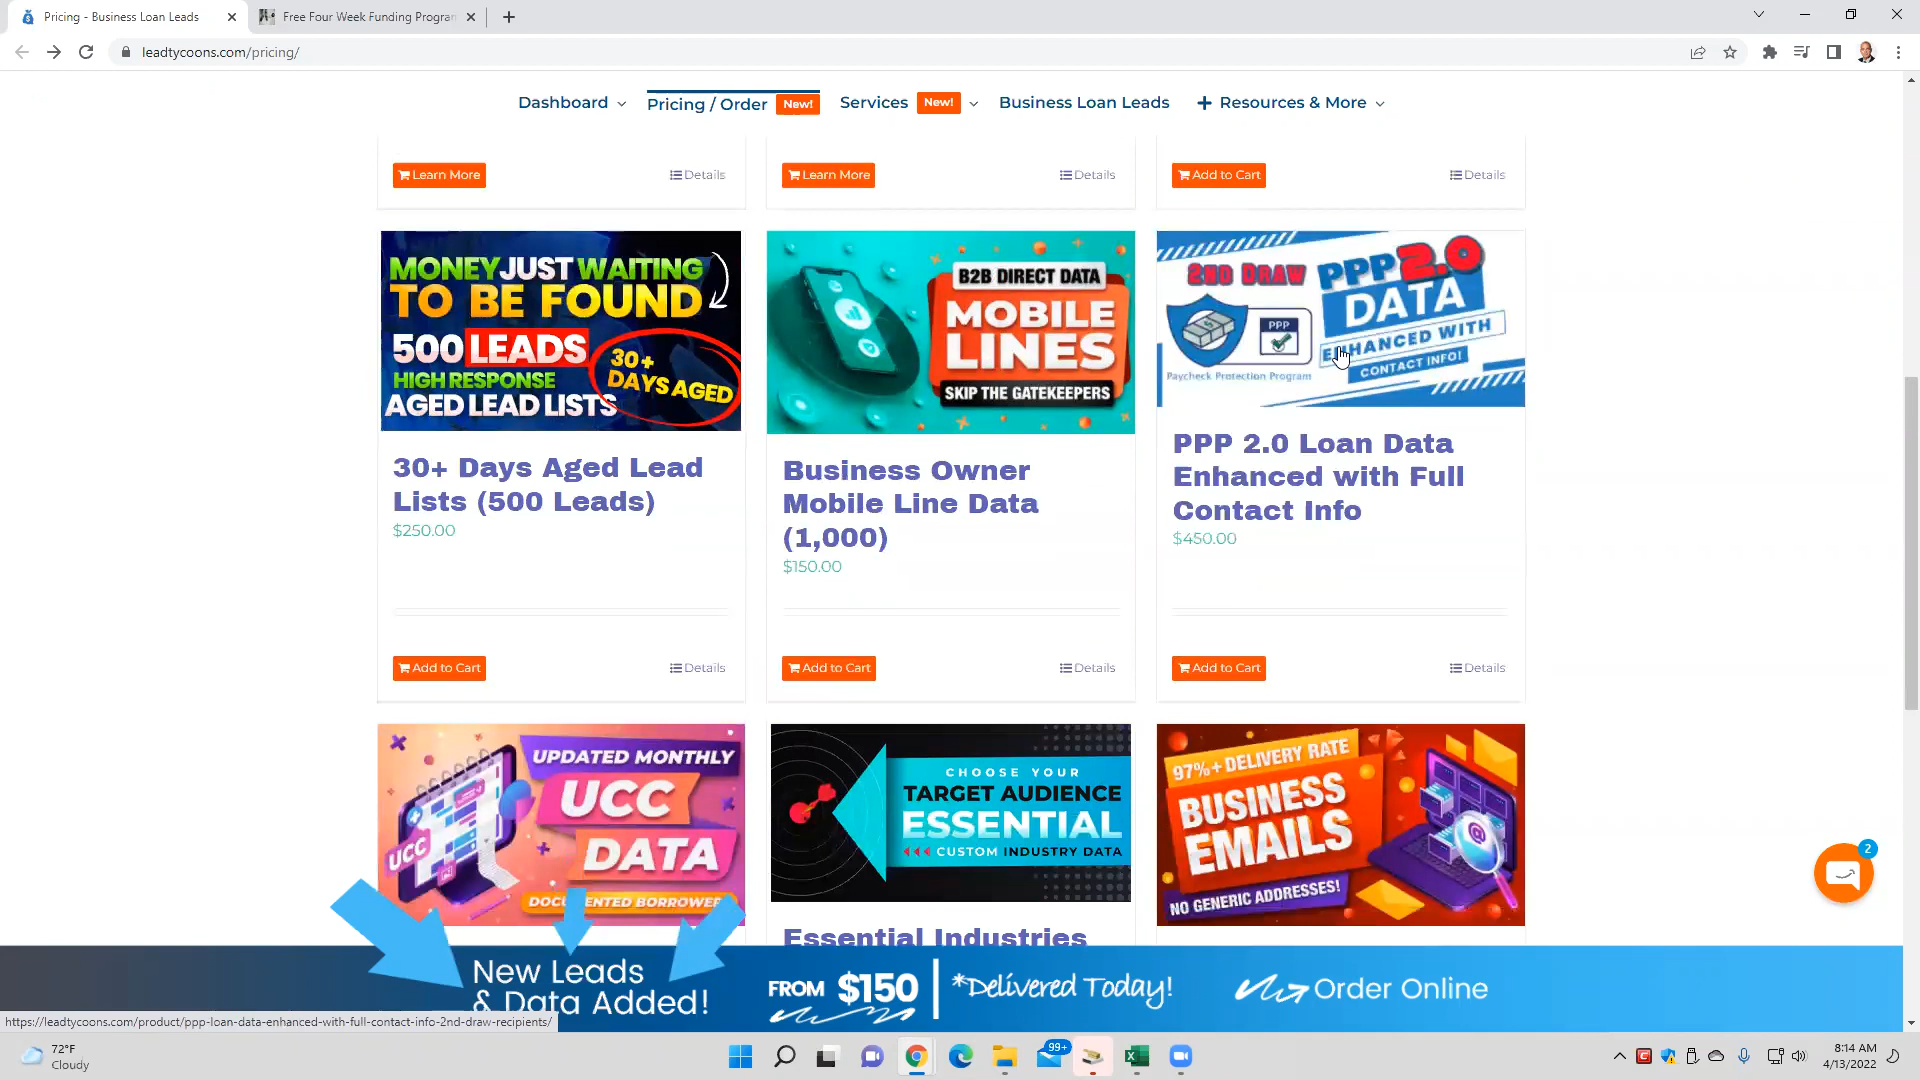 Pricing - Business Loan Leads
Free Four Week Funding Program
leadtycoons.com/pricing/
Dashboard
Pricing / Order New!
Services New!
Business Loan Leads
Resources & More
Learn More
Details
Learn More
Details
Add to Cart
Details
MONEY JUST WAITING
TO BE FOUND
500 LEADS
HIGH RESPONSE
AGED LEAD LISTS
30+
DAYS AGED
30+ Days Aged Lead
Lists (500 Leads)
$250.00
Add to Cart
Details
B2B DIRECT DATA
MOBILE
LINES
SKIP THE GATEKEEPERS
Business Owner
Mobile Line Data
(1,000)
$150.00
Add to Cart
Details
2ND DRAW
PPP 2.0
DATA
ENHANCED WITH
CONTACT INFO!
PPP
Paycheck Protection Program
PPP 2.0 Loan Data
Enhanced with Full
Contact Info
$450.00
Add to Cart
Details
UPDATED MONTHLY
UCC
DATA
UCC
DOCUMENTED BORROWERS
CHOOSE YOUR
TARGET AUDIENCE
ESSENTIAL
CUSTOM INDUSTRY DATA
Essential Industries
97%+ DELIVERY RATE
BUSINESS
EMAILS
NO GENERIC ADDRESSES!
2
New Leads
& Data Added!
FROM $150
*Delivered Today!
Order Online
https://leadtycoons.com/product/ppp-loan-data-enhanced-with-full-contact-info-2nd-draw-recipients/
72°F
Cloudy
99+
8:14 AM
4/13/2022